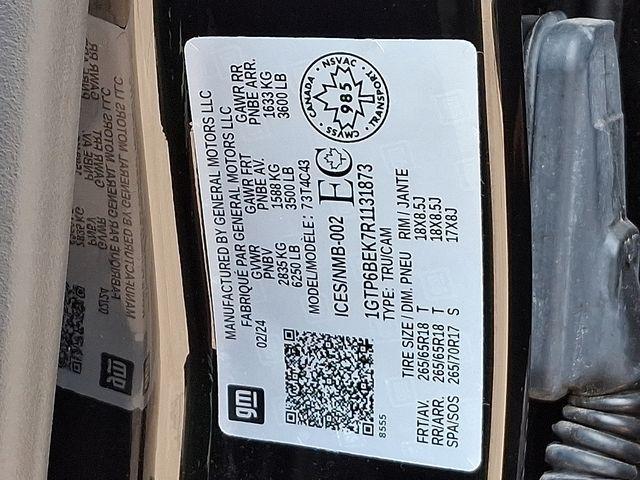 MANUFACTURED BY GENERAL MOTORS LLC
FABRIQUÉ PAR GENERAL MOTORS LLC
02/24 GVWR GAWR FRT GAWR RR
PNBV PNBE AV. PNBE ARR.
2835 KG 1588 KG 1633 KG
6250 LB 3500 LB 3600 LB
MODEL/MODÈLE: 73T4C43
ICES/NMB-002 EC
CANADA · NSVAC · TRANSPORT · CMVSS
985
1GTP6BEK7R1131873
TYPE: TRU/CAM
gm
8555
TIRE SIZE / DIM. PNEU RIM / JANTE
FRT/AV. 265/65R18 T 18X8.5J
RR/ARR. 265/65R18 T 18X8.5J
SPA/SOS 265/70R17 S 17X8J